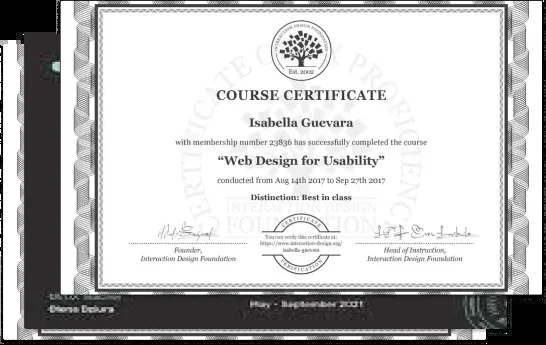 INTERACTION DESIGN FOUNDATION
Est. 2002
COURSE CERTIFICATE
Isabella Guevara
with membership number 23836 has successfully completed the course
“Web Design for Usability”
conducted from Aug 14th 2017 to Sep 27th 2017
Distinction: Best in class
INTERACTION DESIGN
FOUNDATION
CERTIFICATE OF UX PROFICIENCY
CERTIFICATE
You can verify this certificate at:
https://www.interaction-design.org/
isabella-guevara
VERIFICATION
Founder,
Interaction Design Foundation
Head of Instruction,
Interaction Design Foundation
May - September 2021